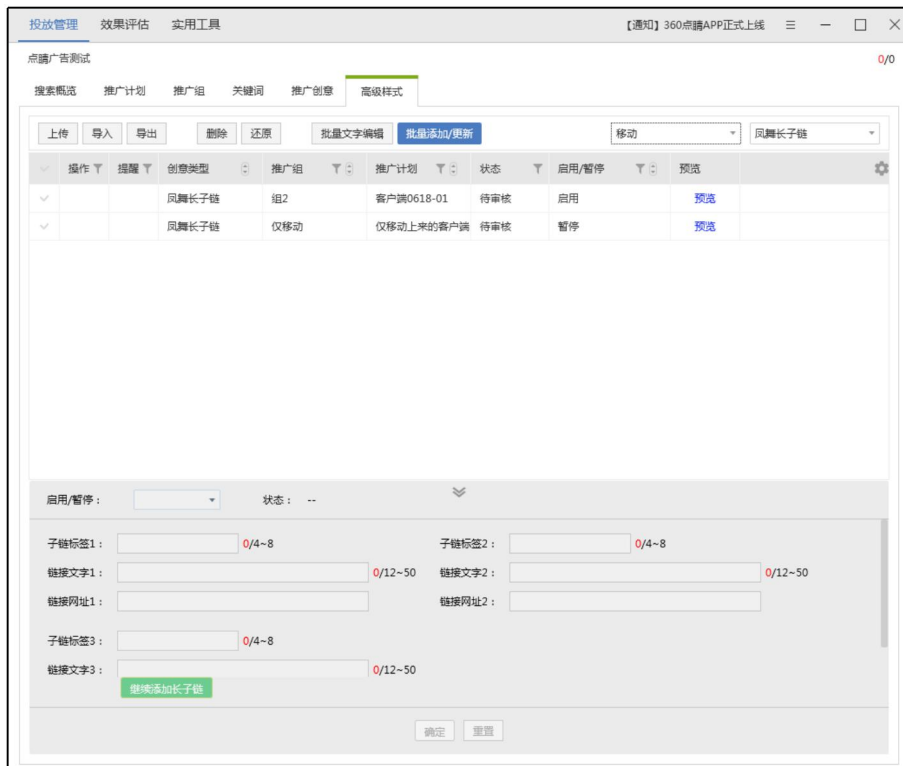 投放管理 效果评估 实用工具 【通知】360点睛APP正式上线
点睛广告测试 0/0
搜索概览 推广计划 推广组 关键词 推广创意 高级样式
上传 导入 导出 删除 还原 批量文字编辑 批量添加/更新 移动 凤舞长子链
操作 提醒 创意类型 推广组 推广计划 状态 启用/暂停 预览
凤舞长子链 组2 客户端0618-01 待审核 启用 预览
凤舞长子链 仅移动 仅移动上来的客户端 待审核 暂停 预览
启用/暂停： 状态： --
子链标签1： 0/4~8 子链标签2： 0/4~8
链接文字1： 0/12~50 链接文字2： 0/12~50
链接网址1： 链接网址2：
子链标签3： 0/4~8
链接文字3： 0/12~50
继续添加长子链
确定 重置